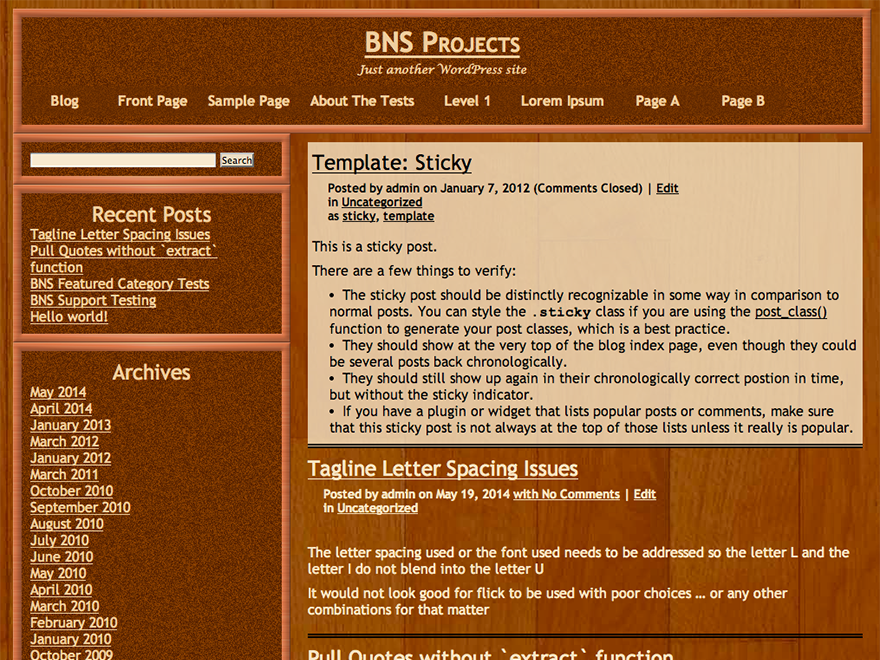 BNS Projects
Just another WordPress site
Blog Front Page Sample Page About The Tests Level 1 Lorem Ipsum Page A Page B
Search
Recent Posts
Tagline Letter Spacing Issues
Pull Quotes without `extract`
function
BNS Featured Category Tests
BNS Support Testing
Hello world!
Archives
May 2014
April 2014
January 2013
March 2012
January 2012
March 2011
October 2010
September 2010
August 2010
July 2010
June 2010
May 2010
April 2010
March 2010
February 2010
January 2010
October 2009
Template: Sticky
Posted by admin on January 7, 2012 (Comments Closed) | Edit
in Uncategorized
as sticky, template
This is a sticky post.
There are a few things to verify:
• The sticky post should be distinctly recognizable in some way in comparison to
normal posts. You can style the .sticky class if you are using the post_class()
function to generate your post classes, which is a best practice.
• They should show at the very top of the blog index page, even though they could
be several posts back chronologically.
• They should still show up again in their chronologically correct postion in time,
but without the sticky indicator.
• If you have a plugin or widget that lists popular posts or comments, make sure
that this sticky post is not always at the top of those lists unless it really is popular.
Tagline Letter Spacing Issues
Posted by admin on May 19, 2014 with No Comments | Edit
in Uncategorized
The letter spacing used or the font used needs to be addressed so the letter L and the
letter I do not blend into the letter U
It would not look good for flick to be used with poor choices … or any other
combinations for that matter
Pull Quotes without `extract` function